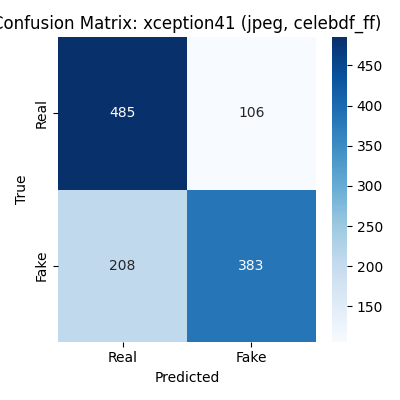 Confusion Matrix: xception41 (jpeg, celebdf_ff)
True
Real
485
106
Fake
208
383
Real
Fake
Predicted
450
400
350
300
250
200
150